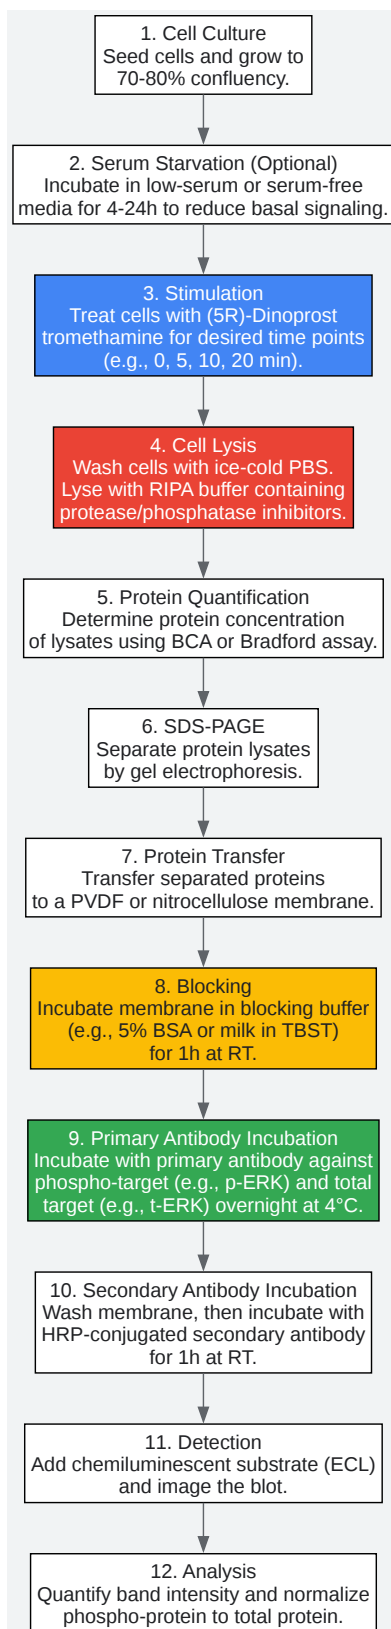 1. Cell Culture
Seed cells and grow to
70-80% confluency.
2. Serum Starvation (Optional)
Incubate in low-serum or serum-free
media for 4-24h to reduce basal signaling.
3. Stimulation
Treat cells with (5R)-Dinoprost
tromethamine for desired time points
(e.g., 0, 5, 10, 20 min).
4. Cell Lysis
Wash cells with ice-cold PBS.
Lyse with RIPA buffer containing
protease/phosphatase inhibitors.
5. Protein Quantification
Determine protein concentration
of lysates using BCA or Bradford assay.
6. SDS-PAGE
Separate protein lysates
by gel electrophoresis.
7. Protein Transfer
Transfer separated proteins
to a PVDF or nitrocellulose membrane.
8. Blocking
Incubate membrane in blocking buffer
(e.g., 5% BSA or milk in TBST)
for 1h at RT.
9. Primary Antibody Incubation
Incubate with primary antibody against
phospho-target (e.g., p-ERK) and total
target (e.g., t-ERK) overnight at 4°C.
10. Secondary Antibody Incubation
Wash membrane, then incubate with
HRP-conjugated secondary antibody
for 1h at RT.
11. Detection
Add chemiluminescent substrate (ECL)
and image the blot.
12. Analysis
Quantify band intensity and normalize
phospho-protein to total protein.